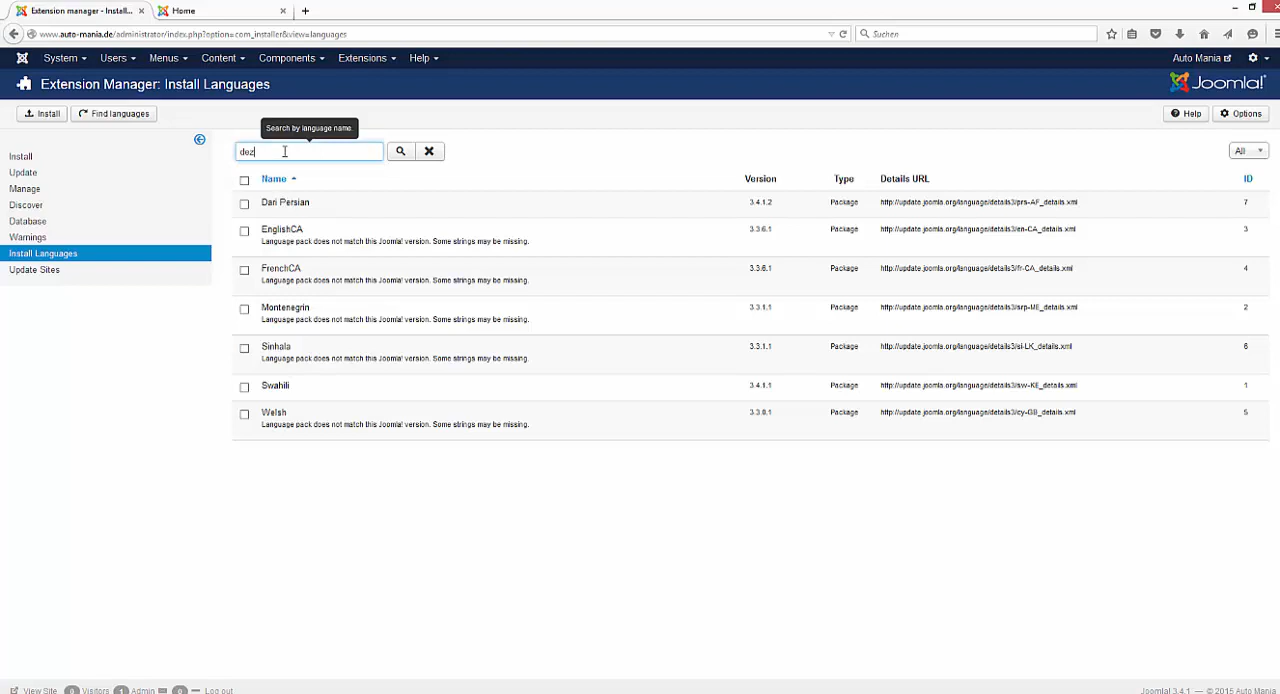 Extension manager - Install...
Home
www.auto-mania.de/administrator/index.php?option=com_installer&view=languages
Suchen
System Users Menus Content Components Extensions Help
Auto Mania
Extension Manager: Install Languages
Joomla!
Install Find languages
Help Options
Search by language name.
dez
All
Install
Update
Manage
Discover
Database
Warnings
Install Languages
Update Sites
Name Version Type Details URL ID
Dari Persian 3.4.1.2 Package http://update.joomla.org/language/details3/prs-AF_details.xml 7
EnglishCA 3.3.6.1 Package http://update.joomla.org/language/details3/en-CA_details.xml 3
Language pack does not match this Joomla! version. Some strings may be missing.
FrenchCA 3.3.6.1 Package http://update.joomla.org/language/details3/fr-CA_details.xml 4
Language pack does not match this Joomla! version. Some strings may be missing.
Montenegrin 3.3.1.1 Package http://update.joomla.org/language/details3/srp-ME_details.xml 2
Language pack does not match this Joomla! version. Some strings may be missing.
Sinhala 3.3.1.1 Package http://update.joomla.org/language/details3/si-LK_details.xml 6
Language pack does not match this Joomla! version. Some strings may be missing.
Swahili 3.4.1.1 Package http://update.joomla.org/language/details3/sw-KE_details.xml 1
Welsh 3.3.0.1 Package http://update.joomla.org/language/details3/cy-GB_details.xml 5
Language pack does not match this Joomla! version. Some strings may be missing.
View Site 0 Visitors 1 Admin 0 Log out
Joomla! 3.4.1 — © 2015 Auto Mania